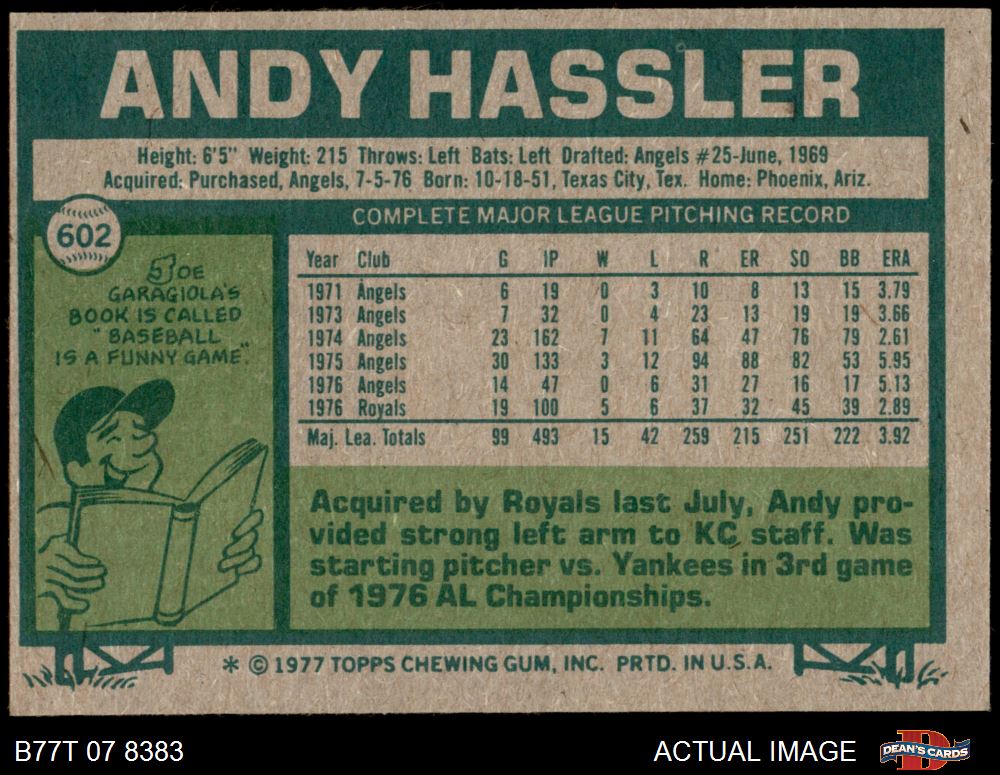 ANDY HASSLER
Height: 6'5" Weight: 215 Throws: Left Bats: Left Drafted: Angels #25-June, 1969
Acquired: Purchased, Angels, 7-5-76 Born: 10-18-51, Texas City, Tex. Home: Phoenix, Ariz.
602
JOE
GARAGIOLA'S
BOOK IS CALLED
"BASEBALL
IS A FUNNY GAME."
COMPLETE MAJOR LEAGUE PITCHING RECORD
Year Club G IP W L R ER SO BB ERA
1971 Angels 6 19 0 3 10 8 13 15 3.79
1973 Angels 7 32 0 4 23 13 19 19 3.66
1974 Angels 23 162 7 11 64 47 76 79 2.61
1975 Angels 30 133 3 12 94 88 82 53 5.95
1976 Angels 14 47 0 6 31 27 16 17 5.13
1976 Royals 19 100 5 6 37 32 45 39 2.89
Maj. Lea. Totals 99 493 15 42 259 215 251 222 3.92
Acquired by Royals last July, Andy pro-
vided strong left arm to KC staff. Was
starting pitcher vs. Yankees in 3rd game
of 1976 AL Championships.
* © 1977 TOPPS CHEWING GUM, INC. PRTD. IN U.S.A.
B77T 07 8383
ACTUAL IMAGE
D
DEAN'S CARDS